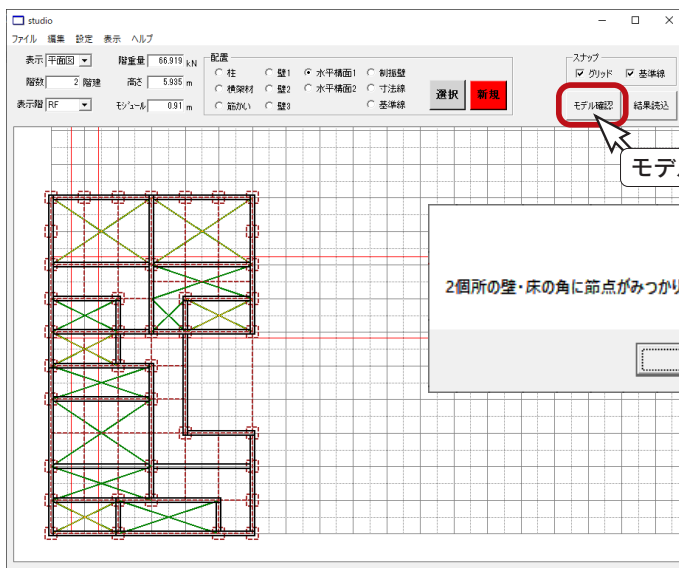 studio
ファイル 編集 設定 表示 ヘルプ
表示 平面図 階重量 66.919 kN
階数 2 階建 高さ 5.935 m
表示階 RF モジュール 0.91 m
配置
柱 壁1 水平構面1 制振壁
横架材 壁2 水平構面2 寸法線
筋かい 壁3 基準線
選択 新規
スナップ
グリッド 基準線
モデル確認 結果読込
モデ
2個所の壁・床の角に節点がみつかり